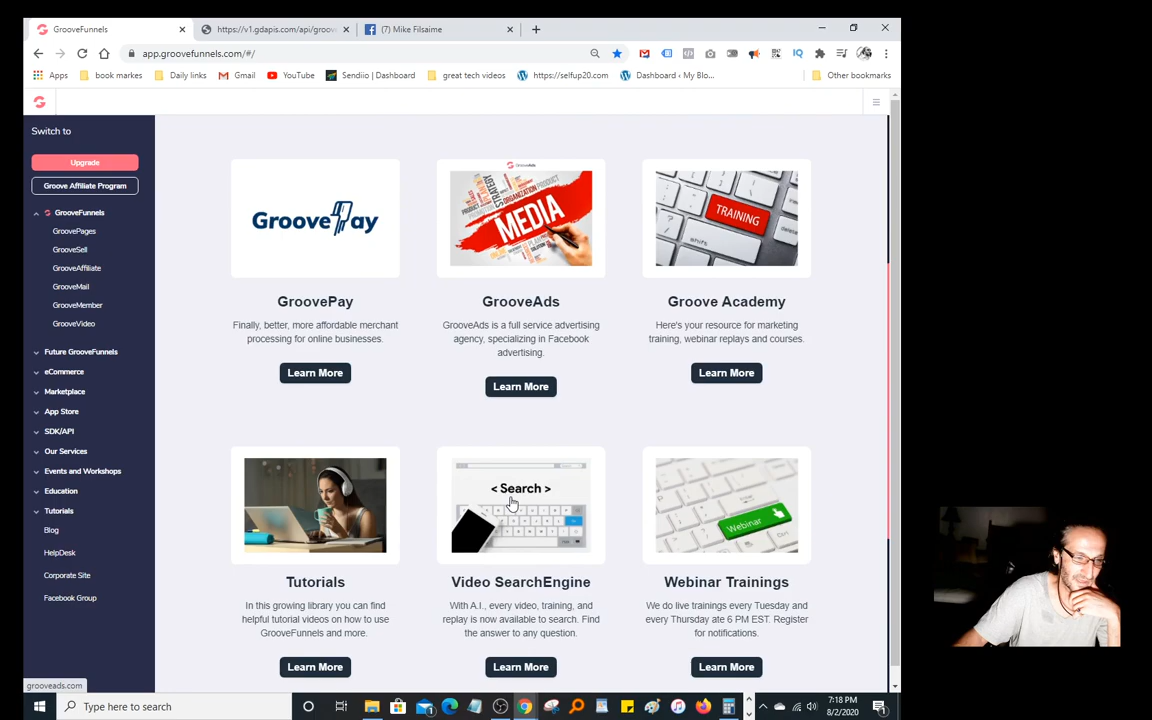 GrooveFunnels
https://v1.gdapis.com/api/groov
(7) Mike Filsaime
app.groovefunnels.com/#/
Apps
book markes
Daily links
Gmail
YouTube
Sendiio | Dashboard
great tech videos
https://selfup20.com
Dashboard ‹ My Blo...
Other bookmarks
Switch to
Upgrade
Groove Affiliate Program
GrooveFunnels
GroovePages
GrooveSell
GrooveAffiliate
GrooveMail
GrooveMember
GrooveVideo
Future GrooveFunnels
eCommerce
Marketplace
App Store
SDK/API
Our Services
Events and Workshops
Education
Tutorials
Blog
HelpDesk
Corporate Site
Facebook Group
grooveads.com
GroovePay
GroovePay
Finally, better, more affordable merchant
processing for online businesses.
Learn More
GrooveAds
STRATEGY
MEDIA
GrooveAds
GrooveAds is a full service advertising
agency, specializing in Facebook
advertising.
Learn More
TRAINING
shift
Groove Academy
Here's your resource for marketing
training, webinar replays and courses.
Learn More
Tutorials
In this growing library you can find
helpful tutorial videos on how to use
GrooveFunnels and more.
Learn More
< Search >
Video SearchEngine
With A.I., every video, training, and
replay is now available to search. Find
the answer to any question.
Learn More
Webinar
Webinar Trainings
We do live trainings every Tuesday and
every Thursday ate 6 PM EST. Register
for notifications.
Learn More
Type here to search
7:18 PM
8/2/2020